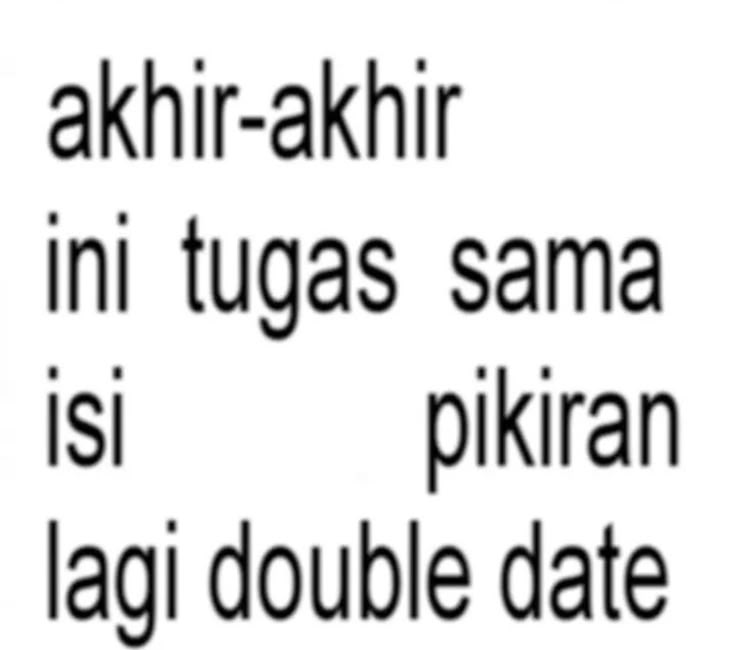 akhir-akhir
ini tugas sama
isi pikiran
lagi double date